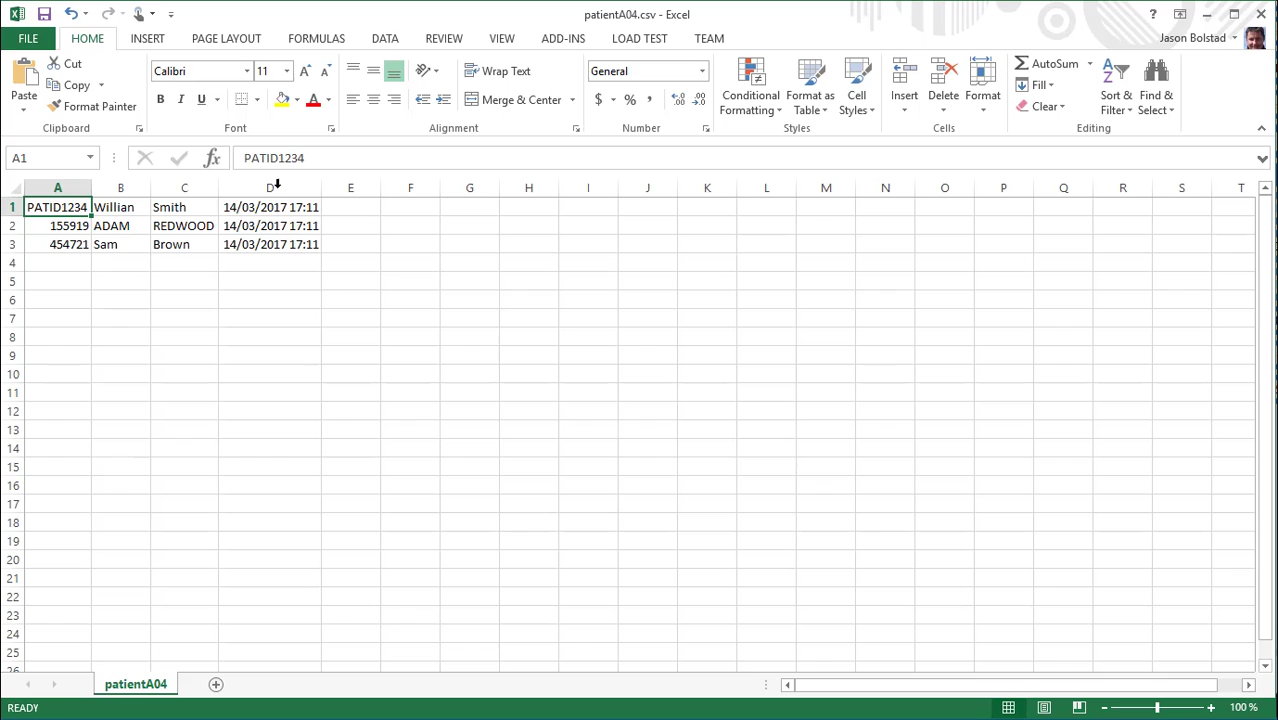 patientA04.csv - Excel
?
FILE HOME INSERT PAGE LAYOUT FORMULAS DATA REVIEW VIEW ADD-INS LOAD TEST TEAM Jason Bolstad
Paste
Cut
Copy
Format Painter
Clipboard
Calibri 11 A A
B I U A
Font
Wrap Text
Merge & Center
Alignment
General
$ % , .00 .0
Number
Conditional Formatting
Format as Table
Cell Styles
Styles
Insert
Delete
Format
Cells
AutoSum
Fill
Clear
Sort & Filter
Find & Select
Editing
A1 fx PATID1234
A B C D E F G H I J K L M N O P Q R S T
1 PATID1234 Willian Smith 14/03/2017 17:11
2 155919 ADAM REDWOOD 14/03/2017 17:11
3 454721 Sam Brown 14/03/2017 17:11
4
5
6
7
8
9
10
11
12
13
14
15
16
17
18
19
20
21
22
23
24
25
26
patientA04
READY 100 %